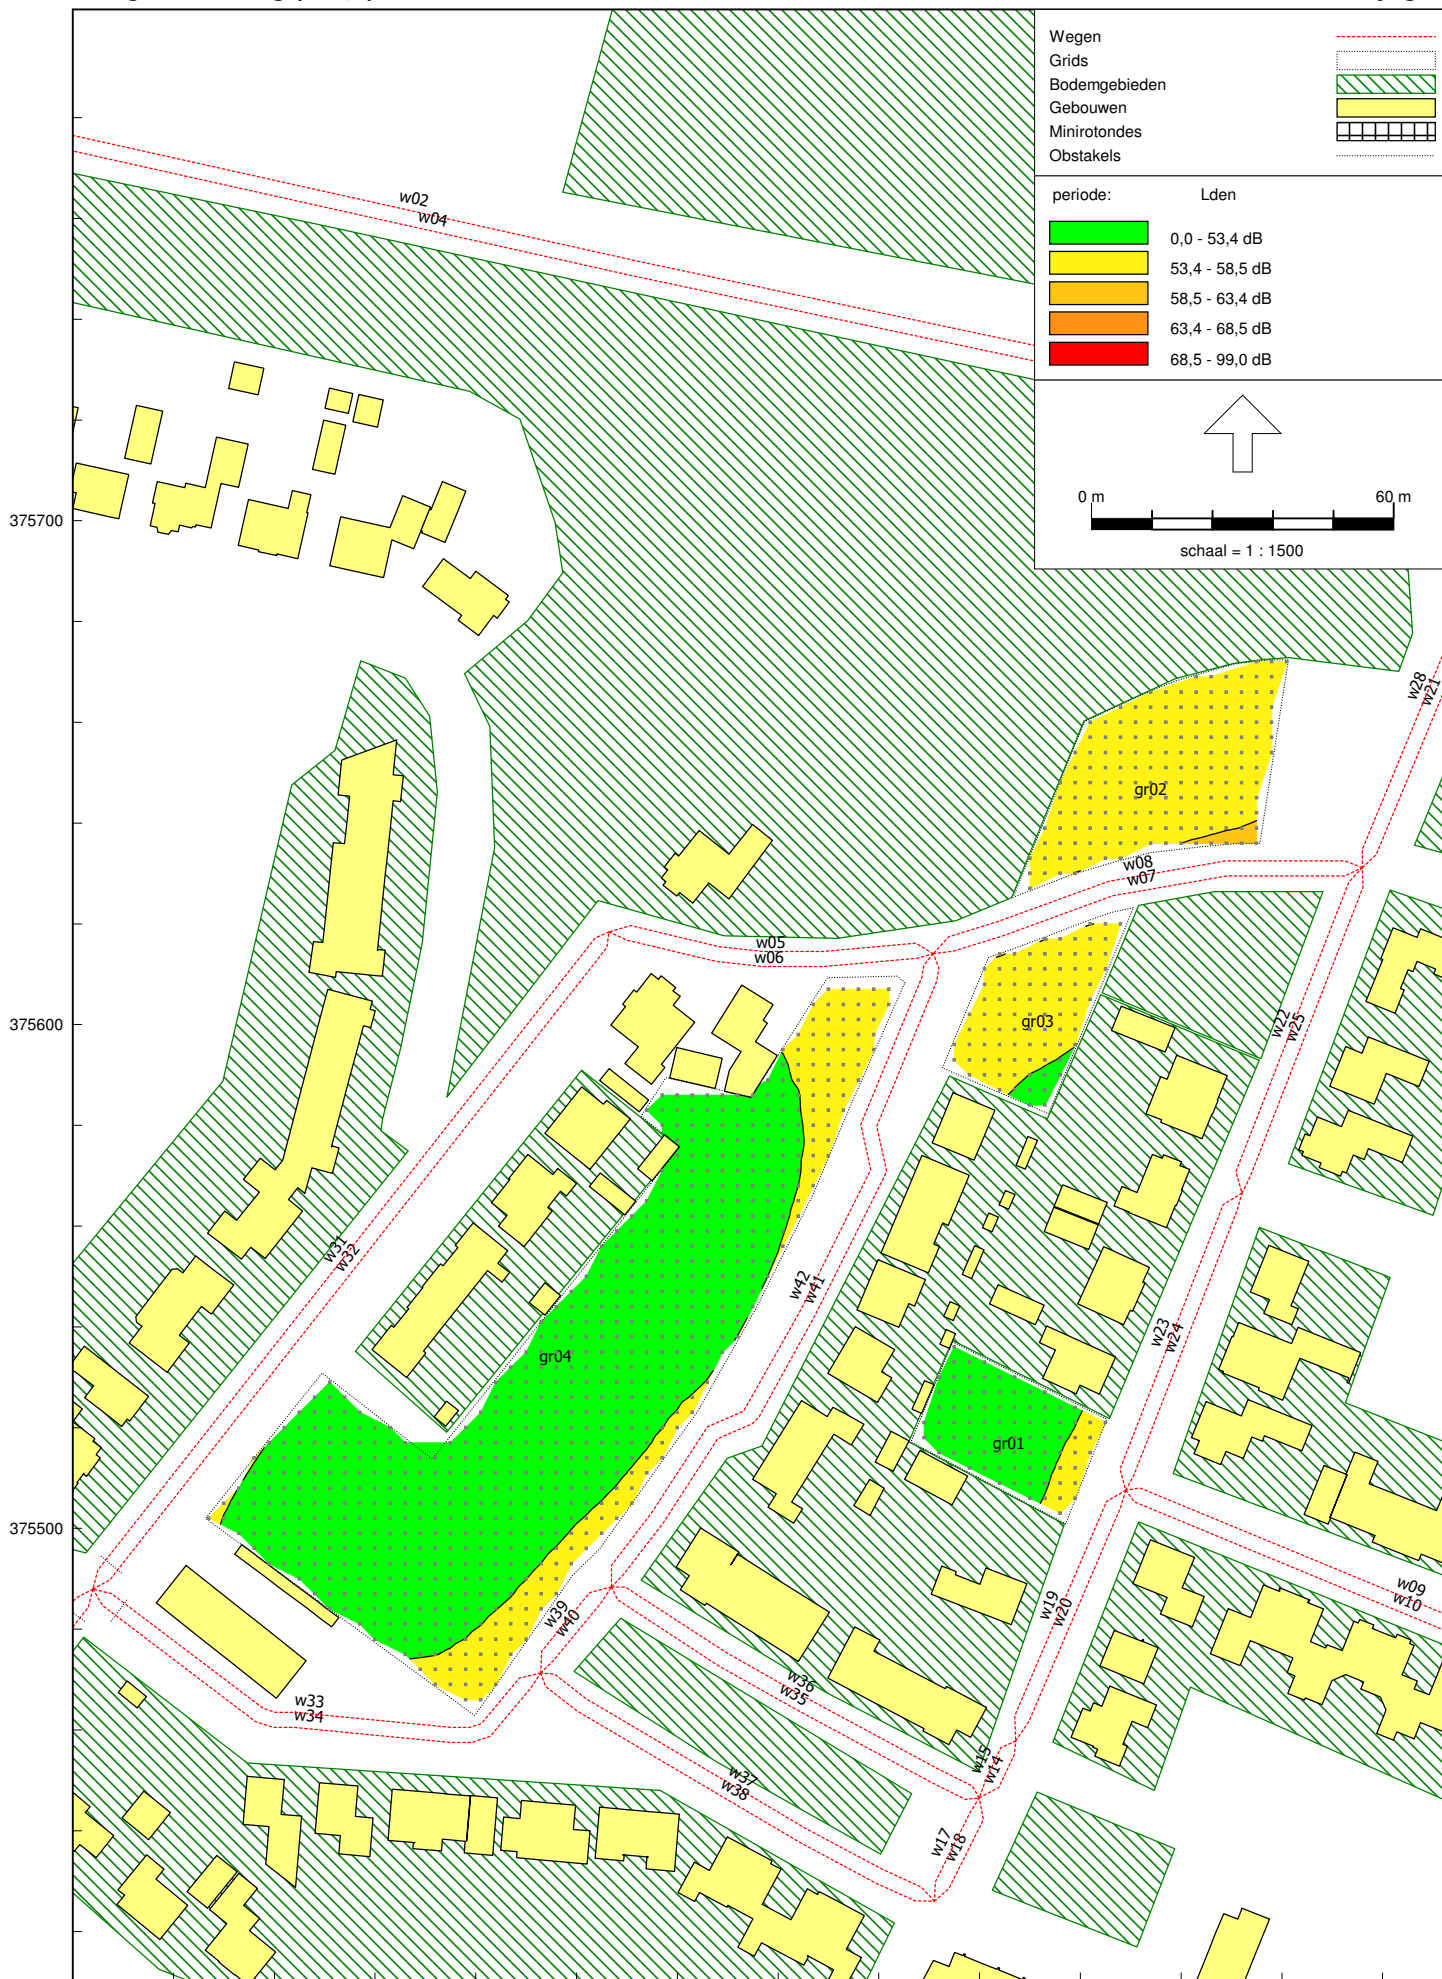 Wegen
Grids
Bodemgebieden
Gebouwen
Minirotondes
Obstakels
periode: Lden
0,0 - 53,4 dB
53,4 - 58,5 dB
58,5 - 63,4 dB
63,4 - 68,5 dB
68,5 - 99,0 dB
0 m 60 m
schaal = 1 : 1500
w02
w04
375700
w28
w21
gr02
w08
w07
w05
w06
375600
gr03
w22
w25
w31
w32
w42
w41
w23
w24
gr04
gr01
375500
w09
w10
w39
w40
w19
w20
w36
w35
w33
w34
w15
w14
w37
w38
w17
w18